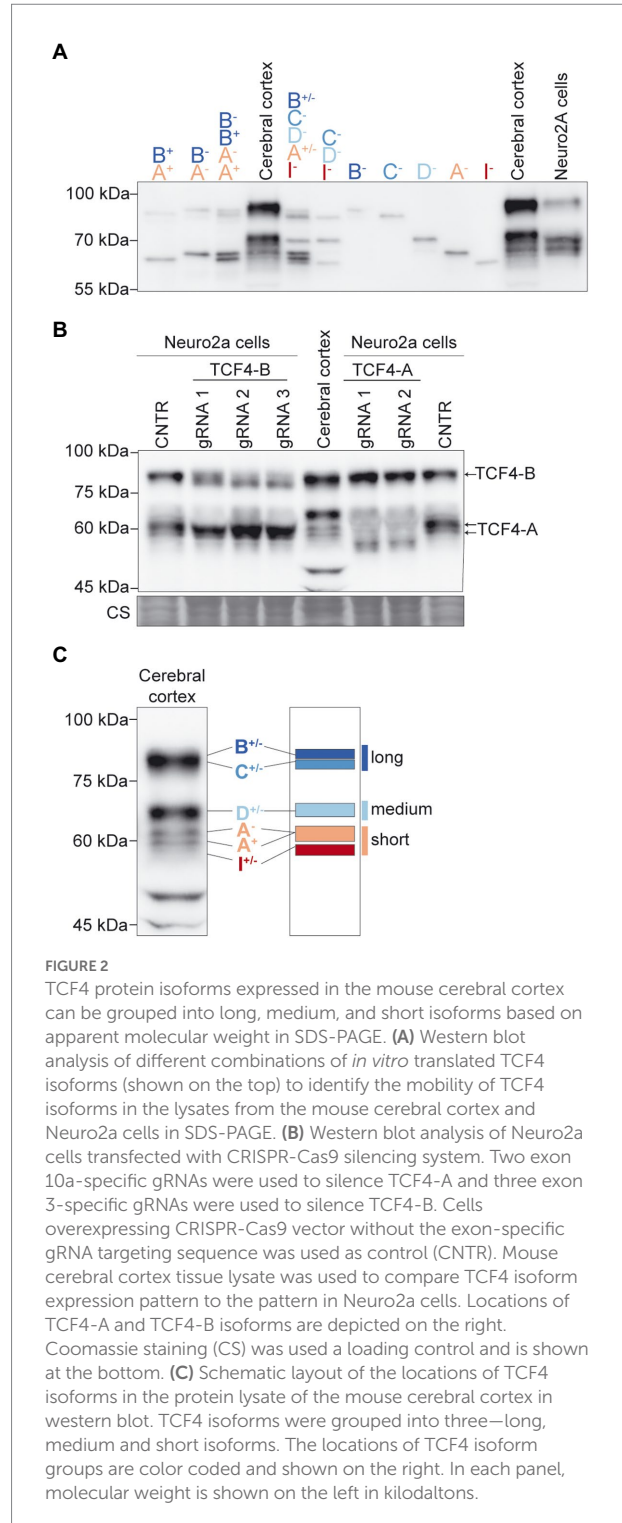 A
B+ A+
B- A-
B- B+ A- A+
Cerebral cortex
B+/- C- D- A+/- I-
C- D- I-
B-
C-
D-
A-
I-
Cerebral cortex
Neuro2A cells
100 kDa
70 kDa
55 kDa
B
Neuro2a cells
Neuro2a cells
TCF4-B
TCF4-A
CNTR
gRNA 1
gRNA 2
gRNA 3
Cerebral cortex
gRNA 1
gRNA 2
CNTR
100 kDa
75 kDa
60 kDa
45 kDa
←TCF4-B
TCF4-A
CS
C
Cerebral
cortex
100 kDa
75 kDa
60 kDa
45 kDa
B+/-
C+/-
D+/-
A-
A+
I+/-
long
medium
short
FIGURE 2
TCF4 protein isoforms expressed in the mouse cerebral cortex
can be grouped into long, medium, and short isoforms based on
apparent molecular weight in SDS-PAGE. (A) Western blot
analysis of different combinations of in vitro translated TCF4
isoforms (shown on the top) to identify the mobility of TCF4
isoforms in the lysates from the mouse cerebral cortex and
Neuro2a cells in SDS-PAGE. (B) Western blot analysis of Neuro2a
cells transfected with CRISPR-Cas9 silencing system. Two exon
10a-specific gRNAs were used to silence TCF4-A and three exon
3-specific gRNAs were used to silence TCF4-B. Cells
overexpressing CRISPR-Cas9 vector without the exon-specific
gRNA targeting sequence was used as control (CNTR). Mouse
cerebral cortex tissue lysate was used to compare TCF4 isoform
expression pattern to the pattern in Neuro2a cells. Locations of
TCF4-A and TCF4-B isoforms are depicted on the right.
Coomassie staining (CS) was used a loading control and is shown
at the bottom. (C) Schematic layout of the locations of TCF4
isoforms in the protein lysate of the mouse cerebral cortex in
western blot. TCF4 isoforms were grouped into three—long,
medium and short isoforms. The locations of TCF4 isoform
groups are color coded and shown on the right. In each panel,
molecular weight is shown on the left in kilodaltons.